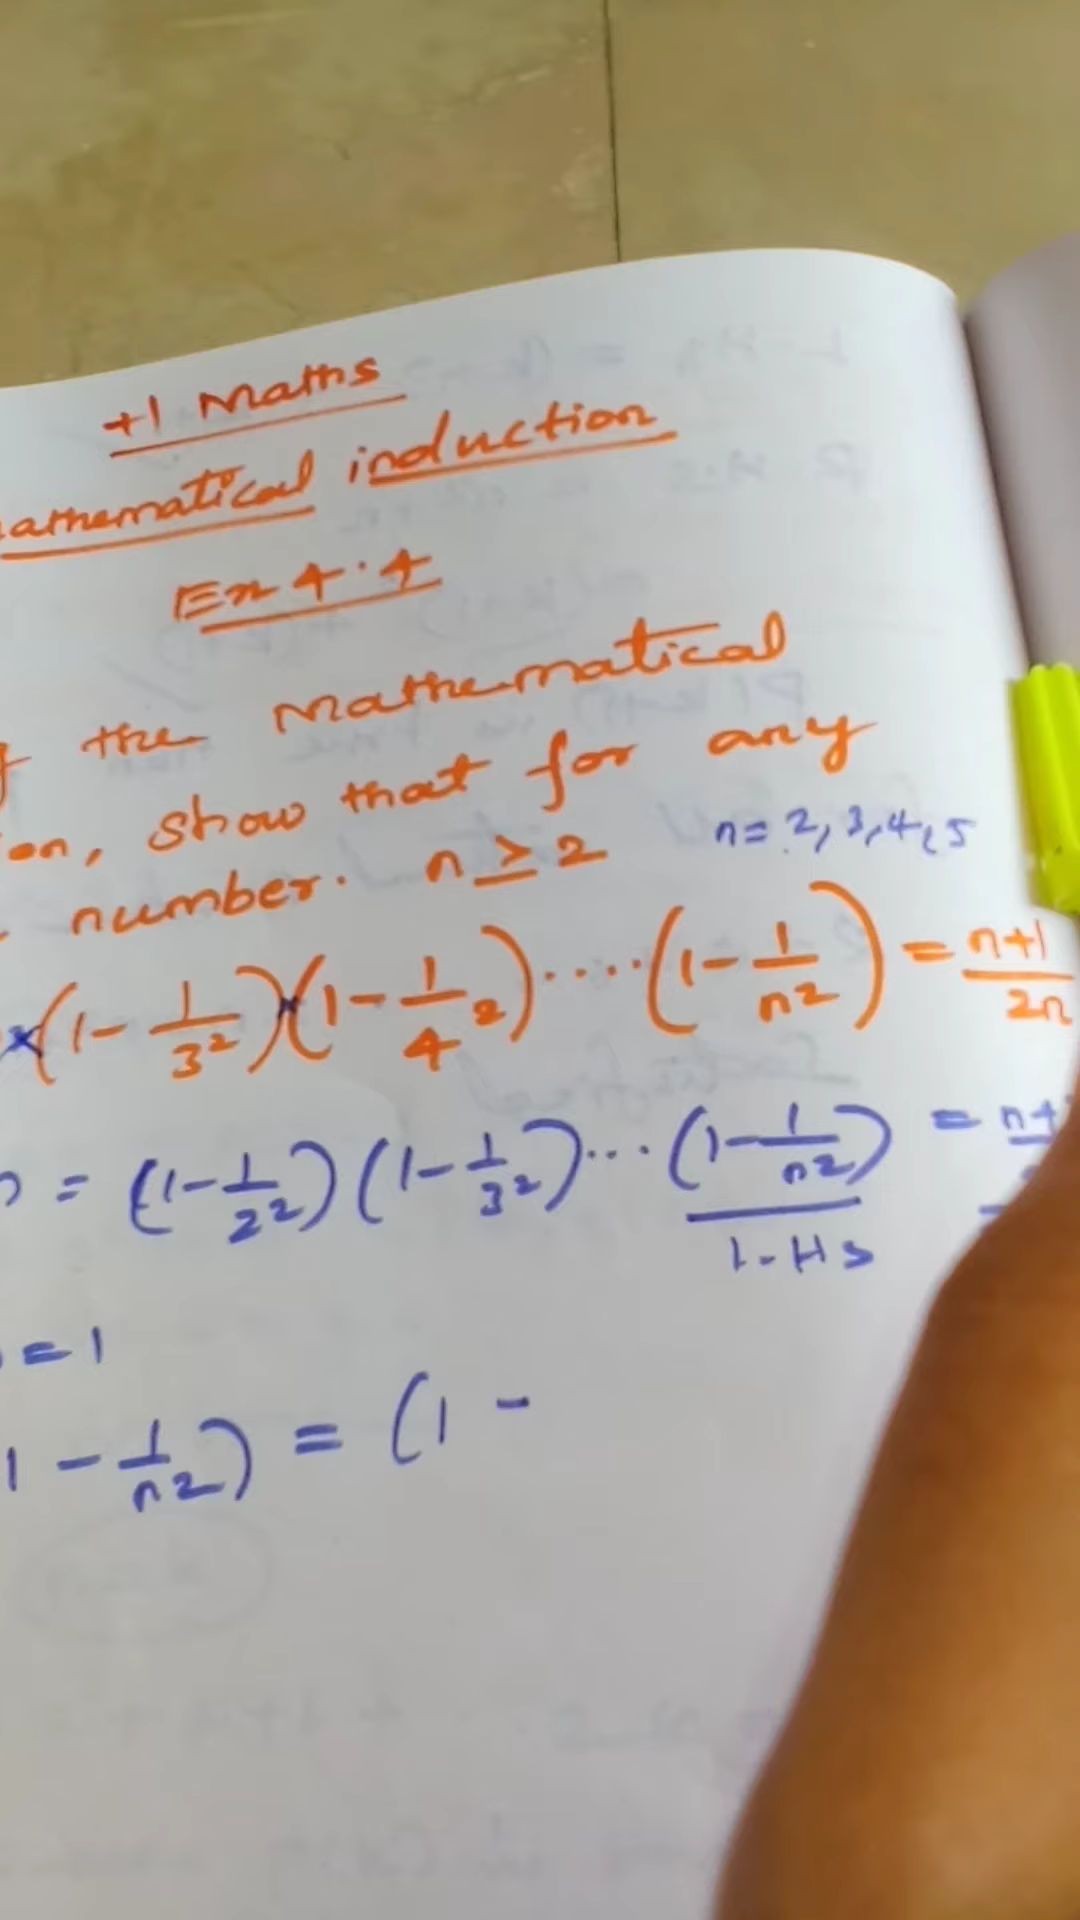 +1 Maths
athematical induction
Ex 4.4
the Mathematical
on, show that for any
number. n ≥ 2 n = 2, 3, 4, 5
×(1 - 1/3²)×(1 - 1/4²)....(1 - 1/n²) = n+1/2n
= (1 - 1/2²)(1 - 1/3²)...(1 - 1/n²) = n+
L-HS
= 1
1 - 1/n²) = (1 -